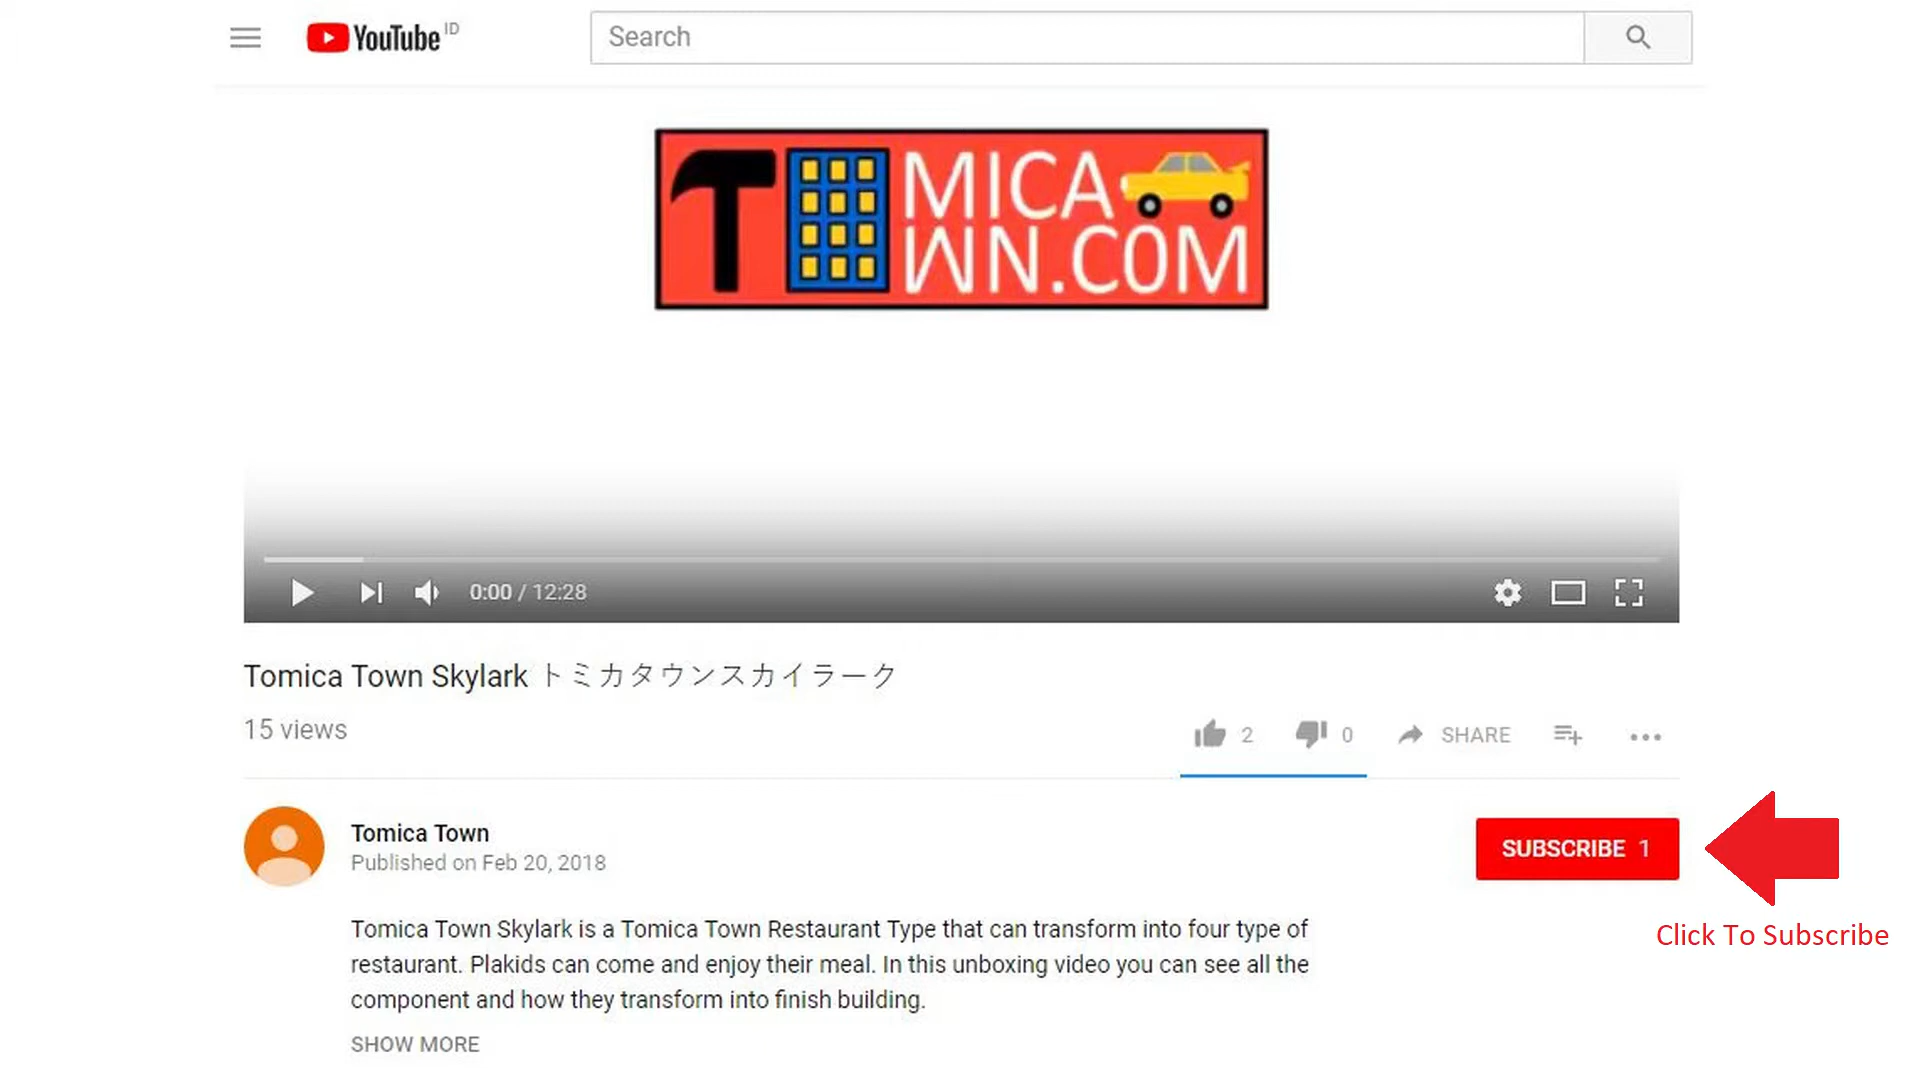 YouTube ID
Search
TOMICA
TOWN.COM
0:00 / 12:28
Tomica Town Skylark トミカタウンスカイラーク
15 views
2 0 SHARE
Tomica Town
Published on Feb 20, 2018
SUBSCRIBE 1
Click To Subscribe
Tomica Town Skylark is a Tomica Town Restaurant Type that can transform into four type of
restaurant. Plakids can come and enjoy their meal. In this unboxing video you can see all the
component and how they transform into finish building.
SHOW MORE